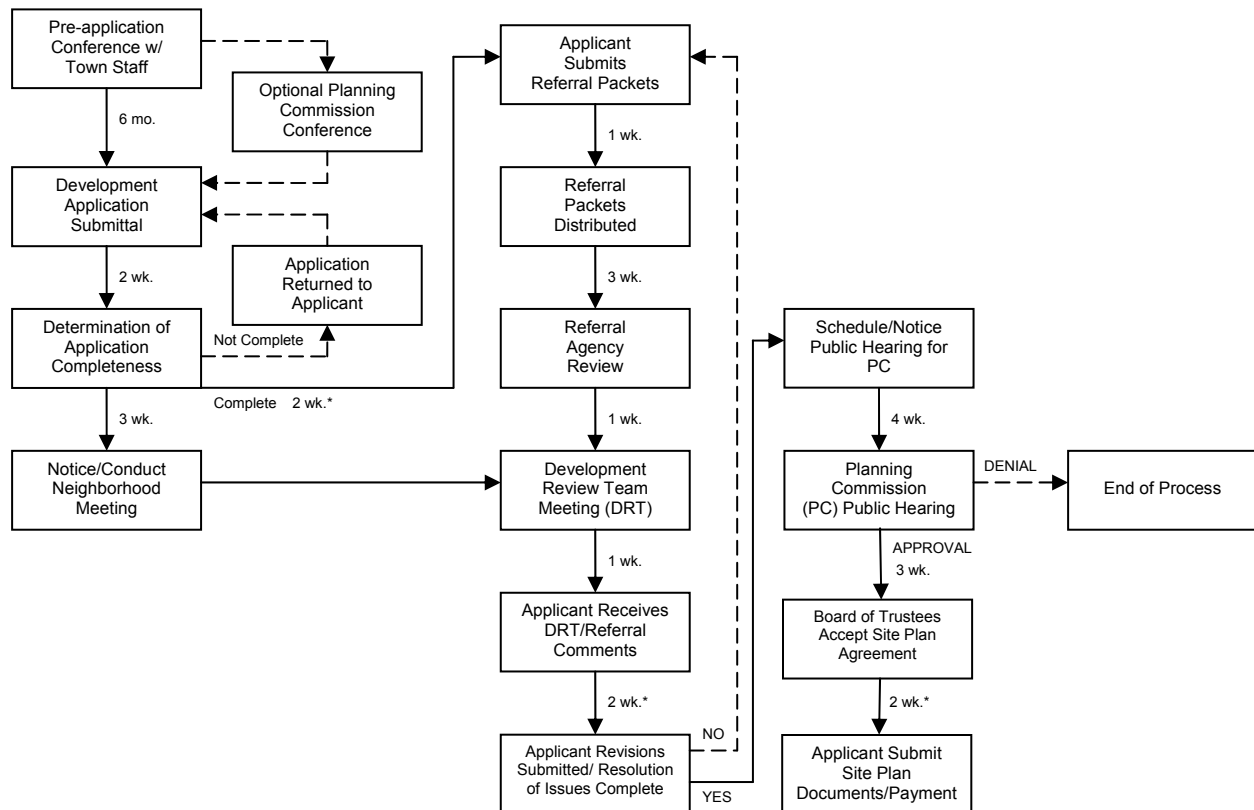 Pre-application
Conference w/
Town Staff
Optional Planning
Commission
Conference
6 mo.
Development
Application
Submittal
Application
Returned to
Applicant
2 wk.
Determination of
Application
Completeness
Not Complete
Complete 2 wk.*
3 wk.
Notice/Conduct
Neighborhood
Meeting
Applicant
Submits
Referral Packets
1 wk.
Referral
Packets
Distributed
3 wk.
Referral
Agency
Review
1 wk.
Development
Review Team
Meeting (DRT)
1 wk.
Applicant Receives
DRT/Referral
Comments
2 wk.*
Applicant Revisions
Submitted/ Resolution
of Issues Complete
NO
YES
Schedule/Notice
Public Hearing for
PC
4 wk.
Planning
Commission
(PC) Public Hearing
DENIAL
End of Process
APPROVAL
3 wk.
Board of Trustees
Accept Site Plan
Agreement
2 wk.*
Applicant Submit
Site Plan
Documents/Payment